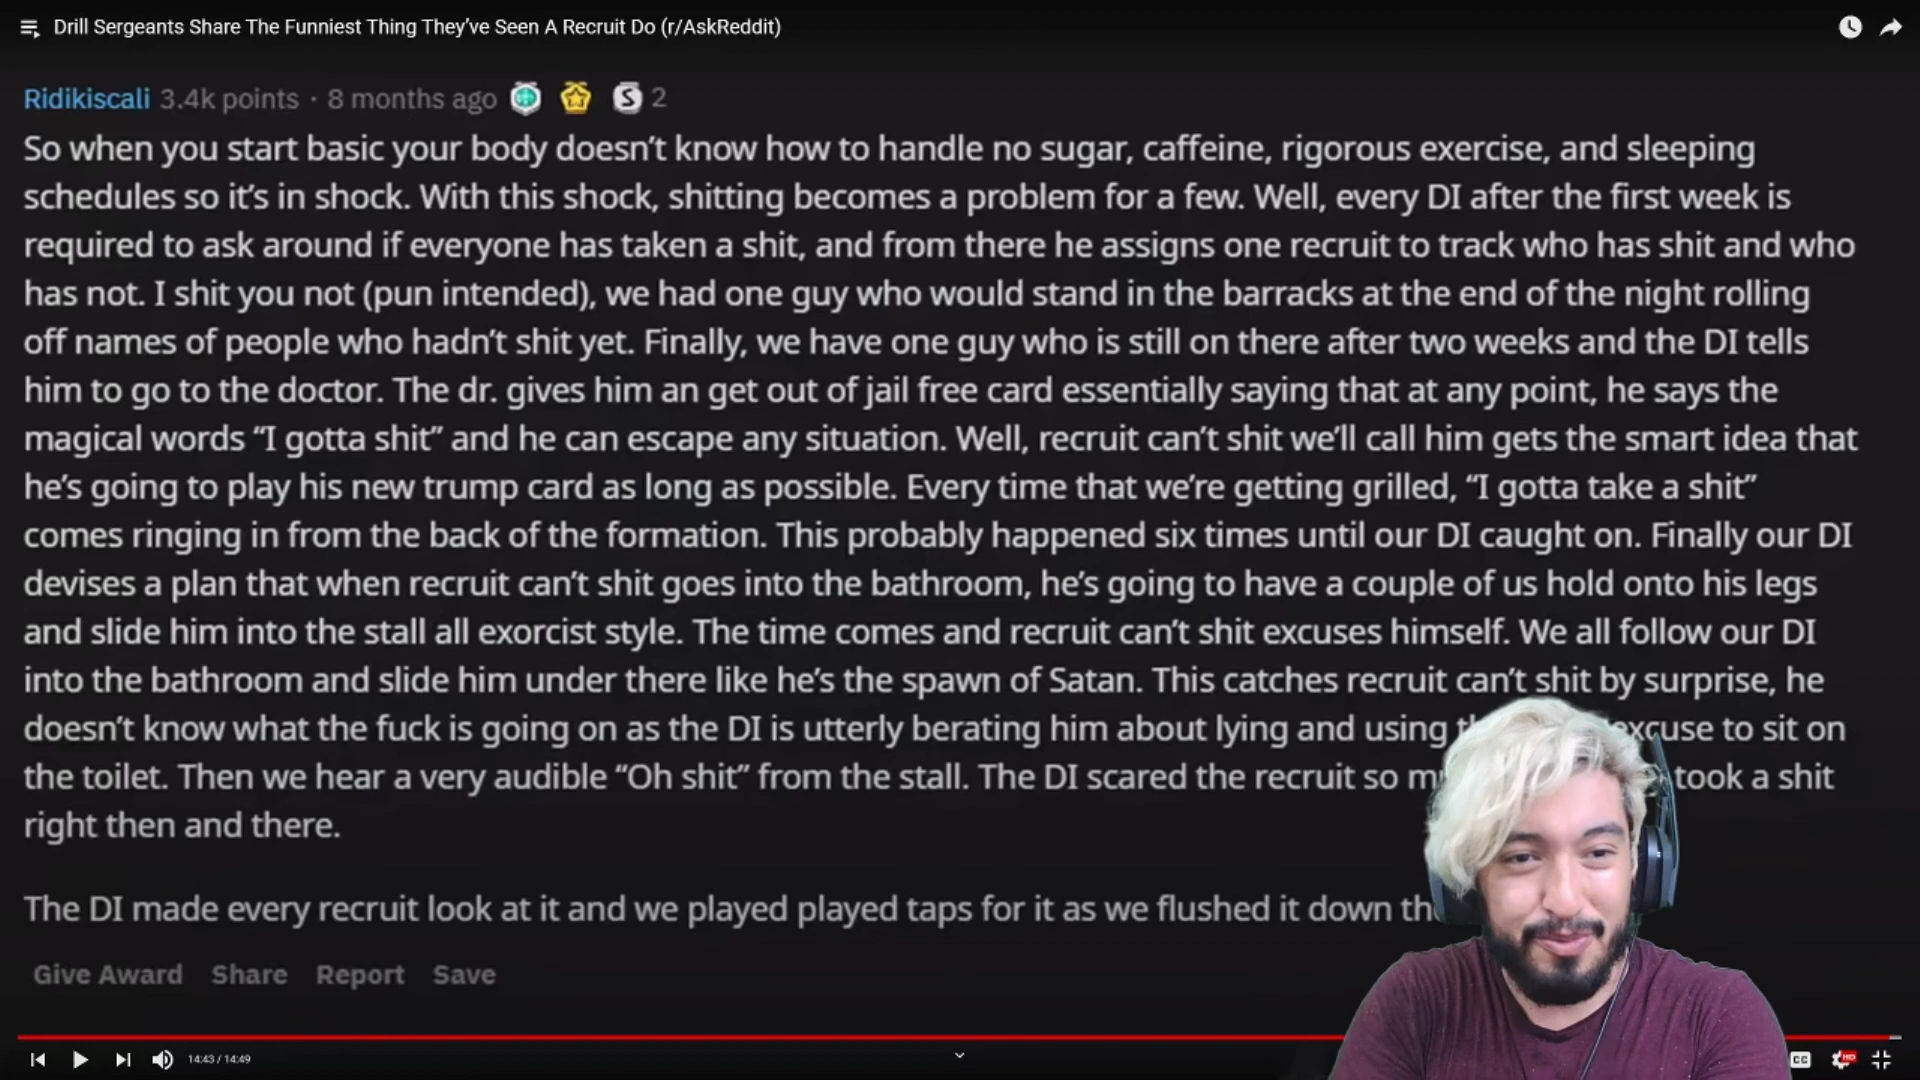 Drill Sergeants Share The Funniest Thing They've Seen A Recruit Do (r/AskReddit)
Ridikiscali 3.4k points · 8 months ago S 2
So when you start basic your body doesn't know how to handle no sugar, caffeine, rigorous exercise, and sleeping
schedules so it's in shock. With this shock, shitting becomes a problem for a few. Well, every DI after the first week is
required to ask around if everyone has taken a shit, and from there he assigns one recruit to track who has shit and who
has not. I shit you not (pun intended), we had one guy who would stand in the barracks at the end of the night rolling
off names of people who hadn't shit yet. Finally, we have one guy who is still on there after two weeks and the DI tells
him to go to the doctor. The dr. gives him an get out of jail free card essentially saying that at any point, he says the
magical words “I gotta shit” and he can escape any situation. Well, recruit can't shit we'll call him gets the smart idea that
he's going to play his new trump card as long as possible. Every time that we're getting grilled, “I gotta take a shit”
comes ringing in from the back of the formation. This probably happened six times until our DI caught on. Finally our DI
devises a plan that when recruit can't shit goes into the bathroom, he's going to have a couple of us hold onto his legs
and slide him into the stall all exorcist style. The time comes and recruit can't shit excuses himself. We all follow our DI
into the bathroom and slide him under there like he's the spawn of Satan. This catches recruit can't shit by surprise, he
doesn't know what the fuck is going on as the DI is utterly berating him about lying and using excuse to sit on
the toilet. Then we hear a very audible “Oh shit” from the stall. The DI scared the recruit so took a shit
right then and there.
The DI made every recruit look at it and we played played taps for it as we flushed it down
Give Award Share Report Save
14:43 / 14:49 CC HD